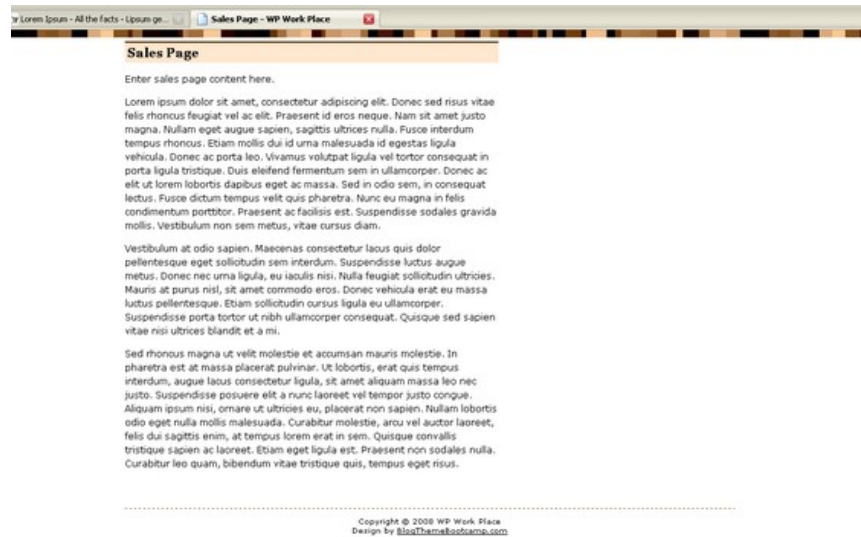 or Lorem Ipsum - All the facts - Lipsum ge...
Sales Page - WP Work Place
Sales Page
Enter sales page content here.
Lorem ipsum dolor sit amet, consectetur adipiscing elit. Donec sed risus vitae
felis rhoncus feugiat vel ac elit. Praesent id eros neque. Nam sit amet justo
magna. Nullam eget augue sapien, sagittis ultrices nulla. Fusce interdum
tempus rhoncus. Etiam mollis dui id urna malesuada id egestas ligula
vehicula. Donec ac porta leo. Vivamus volutpat ligula vel tortor consequat in
porta ligula tristique. Duis eleifend fermentum sem in ullamcorper. Donec ac
elit ut lorem lobortis dapibus eget ac massa. Sed in odio sem, in consequat
lectus. Fusce dictum tempus velit quis pharetra. Nunc eu magna in felis
condimentum porttitor. Praesent ac facilisis est. Suspendisse sodales gravida
mollis. Vestibulum non sem metus, vitae cursus diam.
Vestibulum at odio sapien. Maecenas consectetur lacus quis dolor
pellentesque eget sollicitudin sem interdum. Suspendisse luctus augue
metus. Donec nec urna ligula, eu iaculis nisi. Nulla feugiat sollicitudin ultricies.
Mauris at purus nisl, sit amet commodo eros. Donec vehicula erat eu massa
luctus pellentesque. Etiam sollicitudin cursus ligula eu ullamcorper.
Suspendisse porta tortor ut nibh ullamcorper consequat. Quisque sed sapien
vitae nisi ultrices blandit et a mi.
Sed rhoncus magna ut velit molestie et accumsan mauris molestie. In
pharetra est at massa placerat pulvinar. Ut lobortis, erat quis tempus
interdum, augue lacus consectetur ligula, sit amet aliquam massa leo nec
justo. Suspendisse posuere elit a nunc laoreet vel tempor justo congue.
Aliquam ipsum nisi, ornare ut ultricies eu, placerat non sapien. Nullam lobortis
odio eget nulla mollis malesuada. Curabitur molestie, arcu vel auctor laoreet,
felis dui sagittis enim, at tempus lorem erat in sem. Quisque convallis
tristique sapien ac laoreet. Etiam eget ligula est. Praesent non sodales nulla.
Curabitur leo quam, bibendum vitae tristique quis, tempus eget risus.
Copyright © 2008 WP Work Place
Design by BlogThemeBootcamp.com